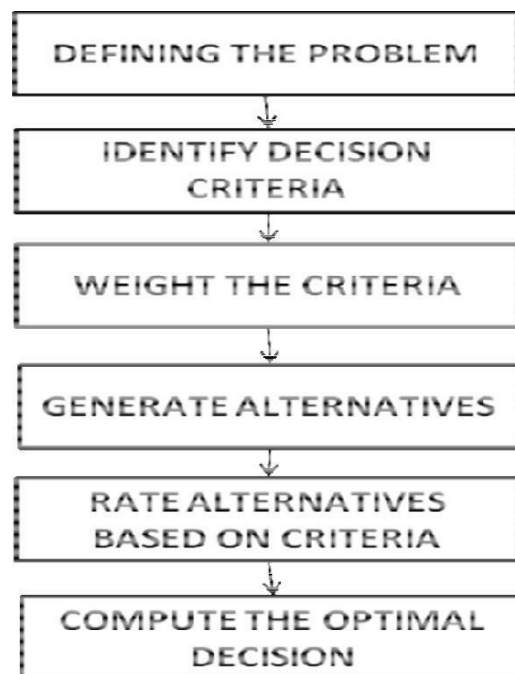 DEFINING THE PROBLEM
IDENTIFY DECISION
CRITERIA
WEIGHT THE CRITERIA
GENERATE ALTERNATIVES
RATE ALTERNATIVES
BASED ON CRITERIA
COMPUTE THE OPTIMAL
DECISION